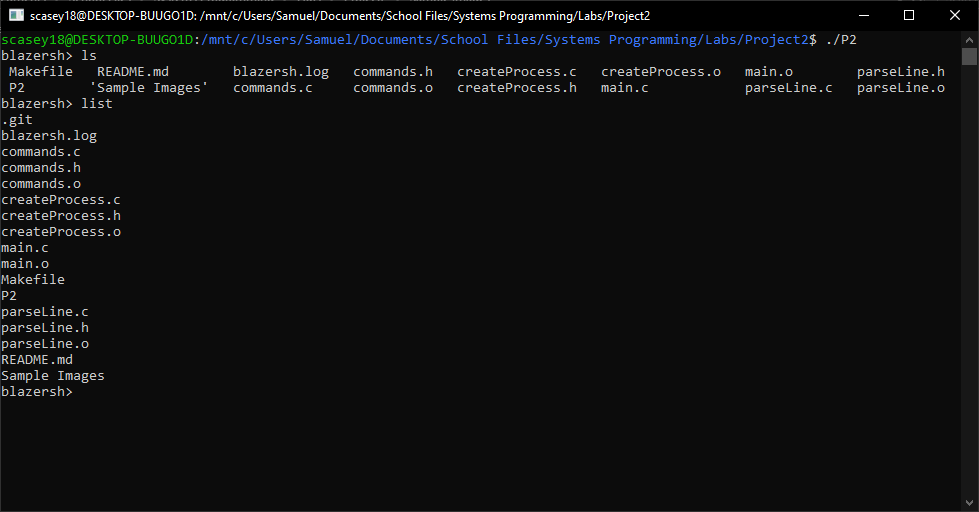 scasey18@DESKTOP-BUUGO1D: /mnt/c/Users/Samuel/Documents/School Files/Systems Programming/Labs/Project2
scasey18@DESKTOP-BUUGO1D:/mnt/c/Users/Samuel/Documents/School Files/Systems Programming/Labs/Project2$ ./P2
blazersh> ls
 Makefile   README.md        blazersh.log   commands.h   createProcess.c   createProcess.o   main.o        parseLine.h
 P2        'Sample Images'   commands.c     commands.o   createProcess.h   main.c            parseLine.c   parseLine.o
blazersh> list
.git
blazersh.log
commands.c
commands.h
commands.o
createProcess.c
createProcess.h
createProcess.o
main.c
main.o
Makefile
P2
parseLine.c
parseLine.h
parseLine.o
README.md
Sample Images
blazersh>